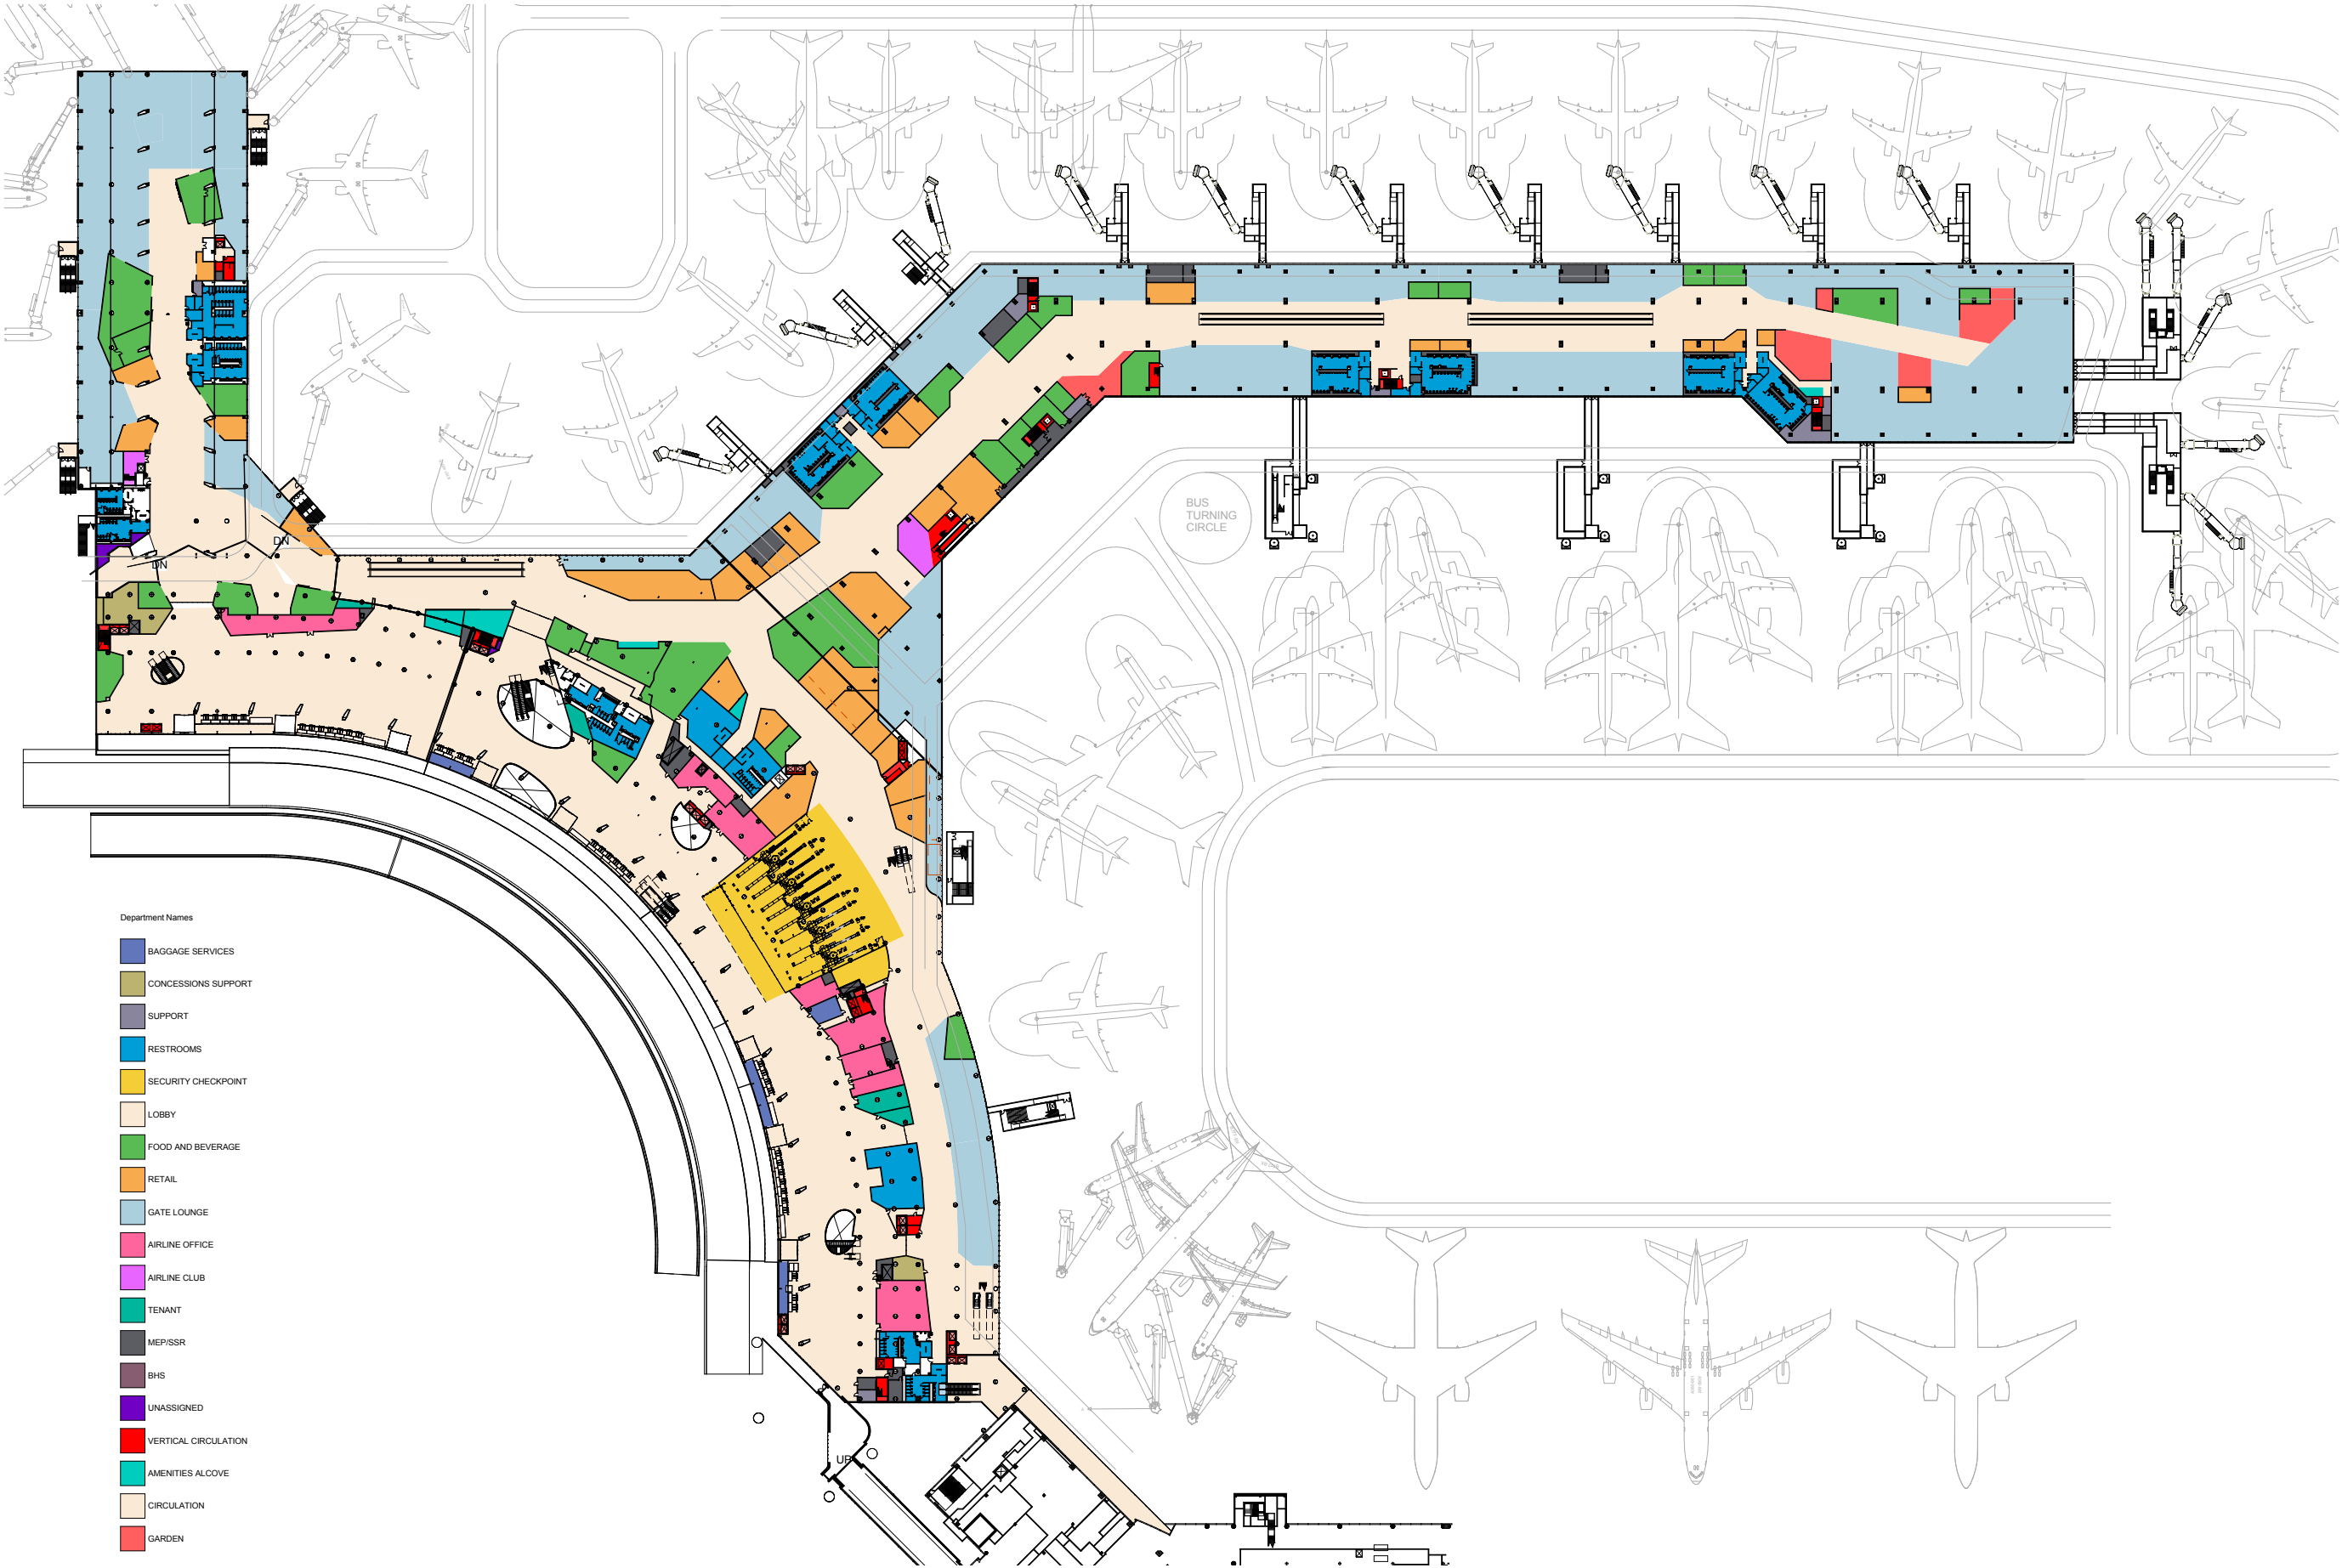 BUS
TURNING
CIRCLE
DN
DN
Department Names
BAGGAGE SERVICES
CONCESSIONS SUPPORT
SUPPORT
RESTROOMS
SECURITY CHECKPOINT
LOBBY
FOOD AND BEVERAGE
RETAIL
GATE LOUNGE
AIRLINE OFFICE
AIRLINE CLUB
TENANT
MEP/SSR
BHS
UNASSIGNED
VERTICAL CIRCULATION
AMENITIES ALCOVE
CIRCULATION
GARDEN
UP